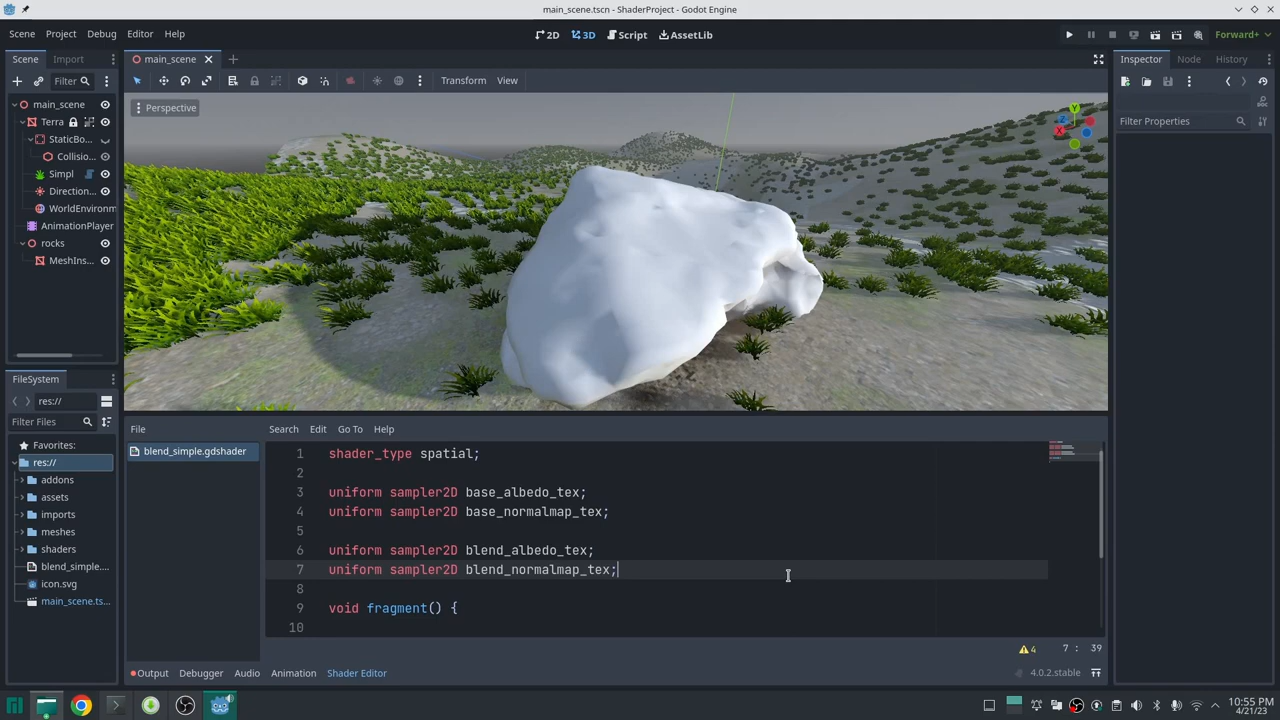 main_scene.tscn - ShaderProject - Godot Engine
Scene Project Debug Editor Help
2D 3D Script AssetLib
Forward+
Scene Import
main_scene
Inspector Node History
Filter
Transform View
Perspective
Filter Properties
main_scene
Terra
StaticBo...
Collisio...
Simpl
Direction...
WorldEnvironm
AnimationPlayer
rocks
MeshIns...
Y
Z
X
FileSystem
res://
Filter Files
Favorites:
res://
addons
assets
imports
meshes
shaders
blend_simple....
icon.svg
main_scene.ts...
File
Search Edit Go To Help
blend_simple.gdshader
1 shader_type spatial;
2
3 uniform sampler2D base_albedo_tex;
4 uniform sampler2D base_normalmap_tex;
5
6 uniform sampler2D blend_albedo_tex;
7 uniform sampler2D blend_normalmap_tex;
8
9 void fragment() {
10
4
7 : 39
Output Debugger Audio Animation Shader Editor
4.0.2.stable
10:55 PM
4/21/23